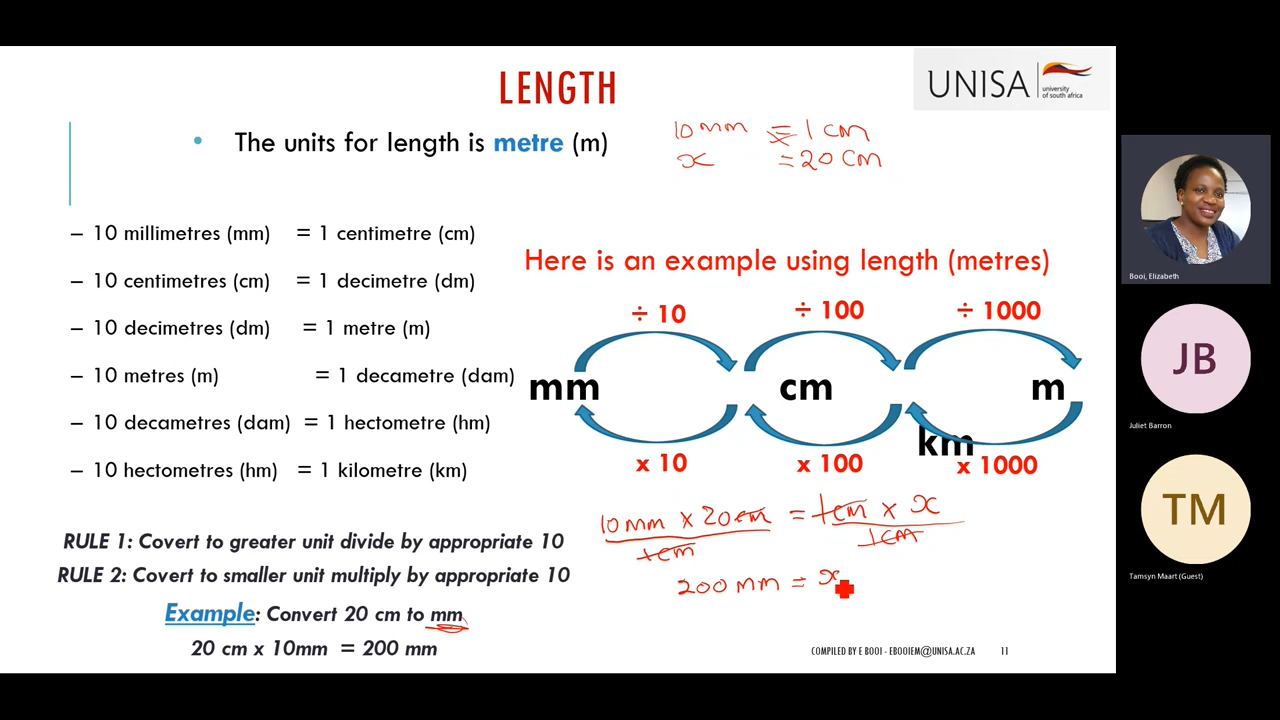 LENGTH
UNISA
university
of south africa
• The units for length is metre (m)
10 mm = 1 cm
x = 20 cm
– 10 millimetres (mm) = 1 centimetre (cm)
– 10 centimetres (cm) = 1 decimetre (dm)
– 10 decimetres (dm) = 1 metre (m)
– 10 metres (m) = 1 decametre (dam)
– 10 decametres (dam) = 1 hectometre (hm)
– 10 hectometres (hm) = 1 kilometre (km)
Here is an example using length (metres)
÷ 10 ÷ 100 ÷ 1000
mm cm m
km
x 10 x 100 x 1000
10 mm x 20 cm = 1 cm x x
1 cm 1 cm
200 mm = x
RULE 1: Covert to greater unit divide by appropriate 10
RULE 2: Covert to smaller unit multiply by appropriate 10
Example: Convert 20 cm to mm
20 cm x 10mm = 200 mm
COMPILED BY E BOOI - EBOOIEM@UNISA.AC.ZA 11
Booi, Elizabeth
JB
Juliet Barron
TM
Tamsyn Maart (Guest)